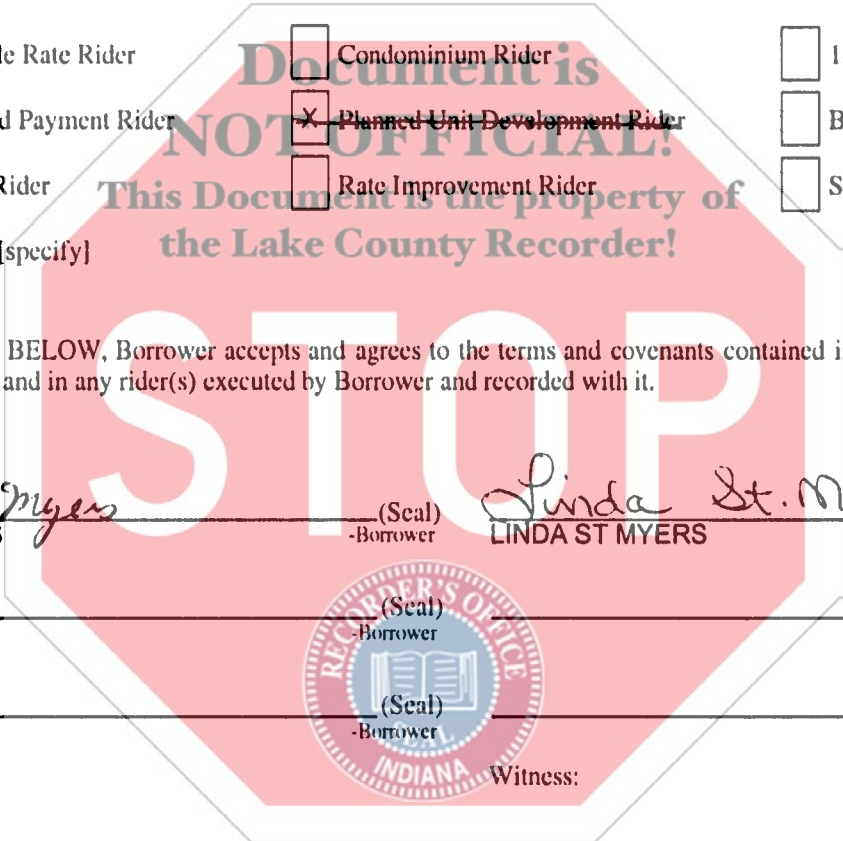 le Rate Rider Condominium Rider 1
d Payment Rider X Planned Unit Development Rider B
Rider Rate Improvement Rider S
[specify]
Document is
NOT OFFICIAL!
This Document is the property of
the Lake County Recorder!
STOP
BELOW, Borrower accepts and agrees to the terms and covenants contained i
and in any rider(s) executed by Borrower and recorded with it.
Myers (Seal) Linda St. M
s -Borrower LINDA ST MYERS
(Seal)
-Borrower
(Seal)
-Borrower
RECORDER'S OFFICE
SEAL
INDIANA
Witness: